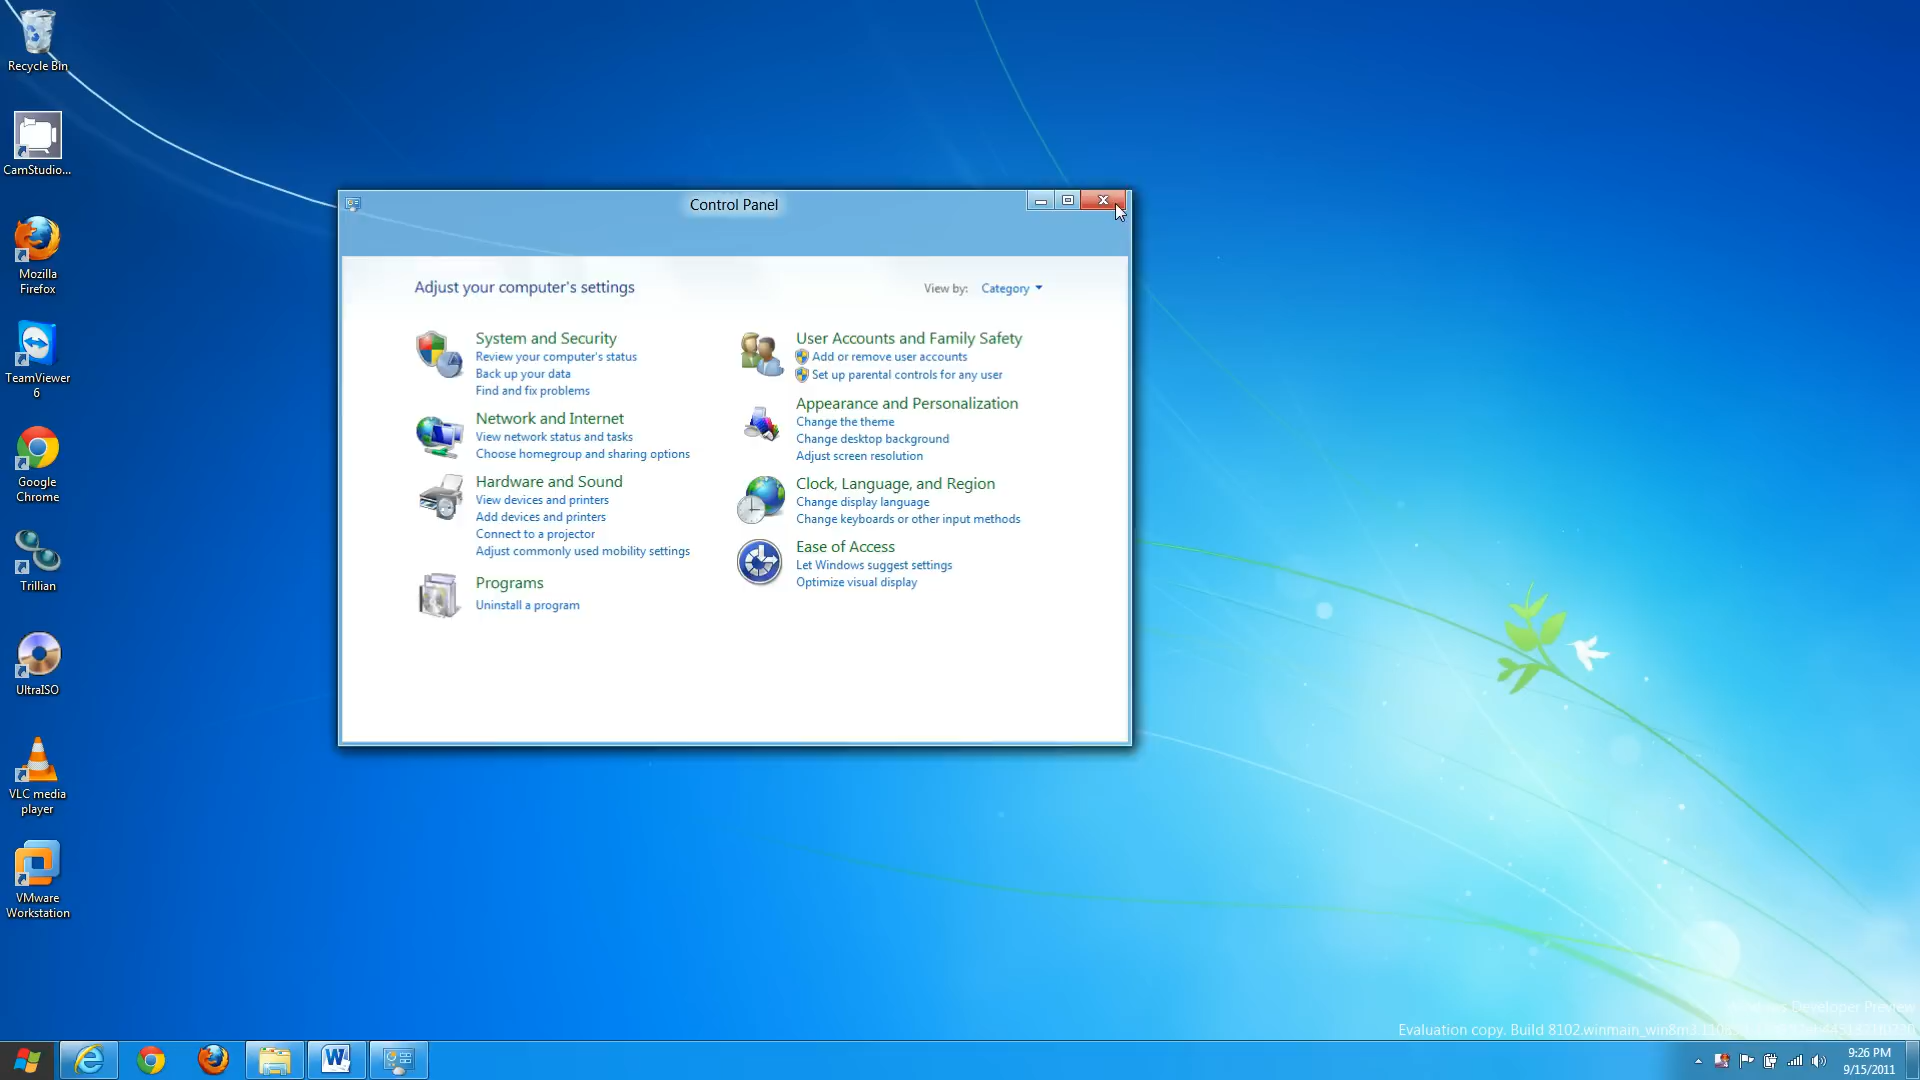 Recycle Bin
CamStudio...
Mozilla
Firefox
TeamViewer
6
Google
Chrome
Trillian
UltraISO
VLC media
player
VMware
Workstation
Control Panel
Adjust your computer's settings
View by: Category
System and Security
Review your computer's status
Back up your data
Find and fix problems
Network and Internet
View network status and tasks
Choose homegroup and sharing options
Hardware and Sound
View devices and printers
Add devices and printers
Connect to a projector
Adjust commonly used mobility settings
Programs
Uninstall a program
User Accounts and Family Safety
Add or remove user accounts
Set up parental controls for any user
Appearance and Personalization
Change the theme
Change desktop background
Adjust screen resolution
Clock, Language, and Region
Change display language
Change keyboards or other input methods
Ease of Access
Let Windows suggest settings
Optimize visual display
Developer Preview
Evaluation copy. Build
9:26 PM
9/15/2011